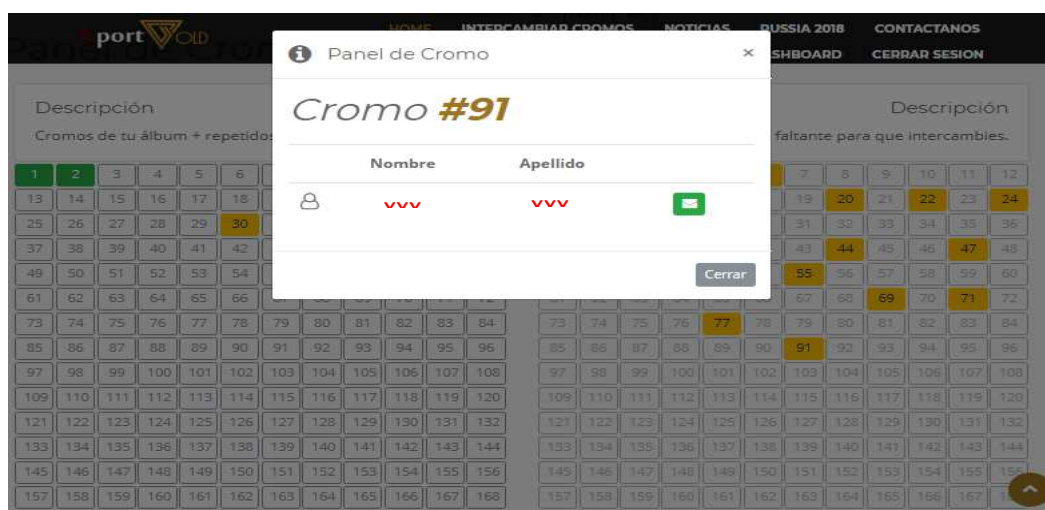 port OLD HOME INTERCAMBIAR CROMOS NOTICIAS RUSSIA 2018 CONTACTANOS
SHBOARD CERRAR SESION
Panel de Cromo ×
Cromo #91
Nombre Apellido
vvv vvv
Cerrar
Descripción Descripción
Cromos de tu álbum + repetido faltante para que intercambies.
1 2 3 4 5 6 7 8 9 10 11 12
13 14 15 16 17 18 19 20 21 22 23 24
25 26 27 28 29 30 31 32 33 34 35 36
37 38 39 40 41 42 43 44 45 46 47 48
49 50 51 52 53 54 55 56 57 58 59 60
61 62 63 64 65 66 67 68 69 70 71 72
73 74 75 76 77 78 79 80 81 82 83 84 73 74 75 76 77 78 79 80 81 82 83 84
85 86 87 88 89 90 91 92 93 94 95 96 85 86 87 88 89 90 91 92 93 94 95 96
97 98 99 100 101 102 103 104 105 106 107 108 97 98 99 100 101 102 103 104 105 106 107 108
109 110 111 112 113 114 115 116 117 118 119 120 109 110 111 112 113 114 115 116 117 118 119 120
121 122 123 124 125 126 127 128 129 130 131 132 121 122 123 124 125 126 127 128 129 130 131 132
133 134 135 136 137 138 139 140 141 142 143 144 133 134 135 136 137 138 139 140 141 142 143 144
145 146 147 148 149 150 151 152 153 154 155 156 145 146 147 148 149 150 151 152 153 154 155 156
157 158 159 160 161 162 163 164 165 166 167 168 157 158 159 160 161 162 163 164 165 166 167